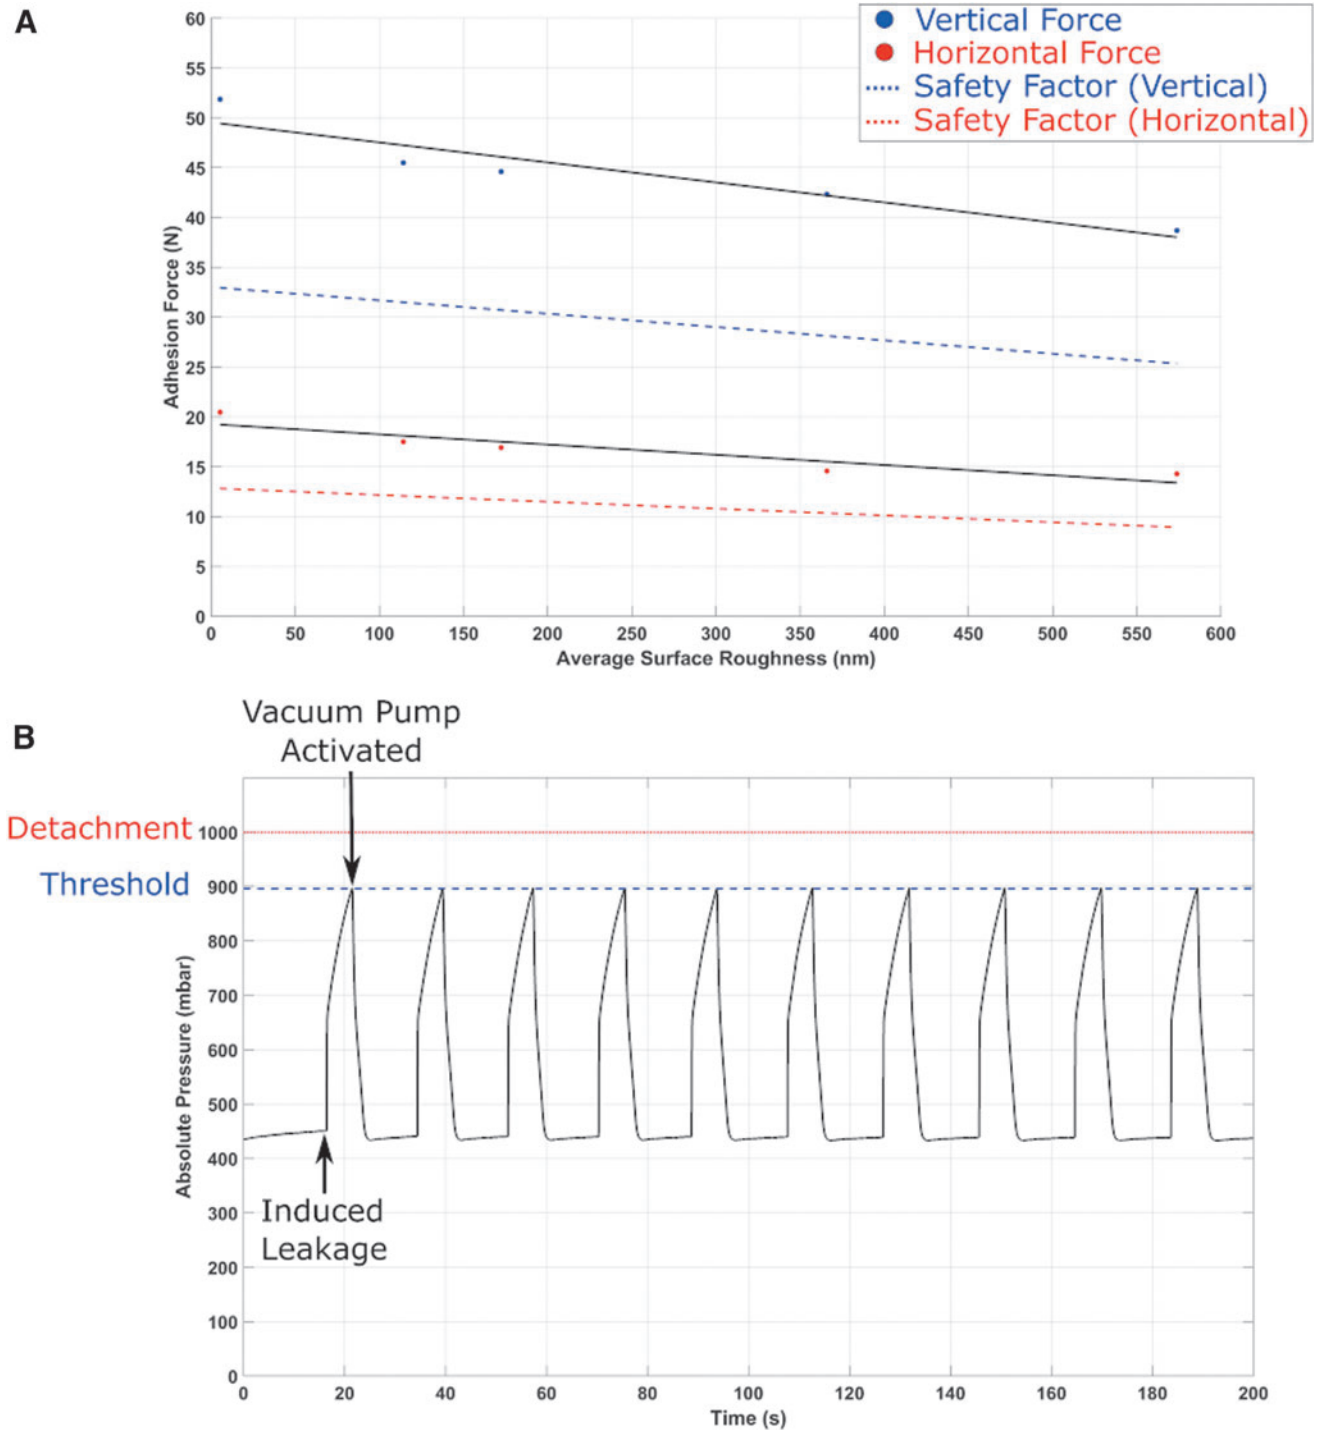 A
60
55
50
45
40
35
30
25
20
15
10
5
0
Adhesion Force (N)
0 50 100 150 200 250 300 350 400 450 500 550 600
Average Surface Roughness (nm)
Vertical Force
Horizontal Force
Safety Factor (Vertical)
Safety Factor (Horizontal)
B
Vacuum Pump
Activated
Detachment
Threshold
1000
900
800
700
600
500
400
300
200
100
0
Absolute Pressure (mbar)
Induced
Leakage
0 20 40 60 80 100 120 140 160 180 200
Time (s)